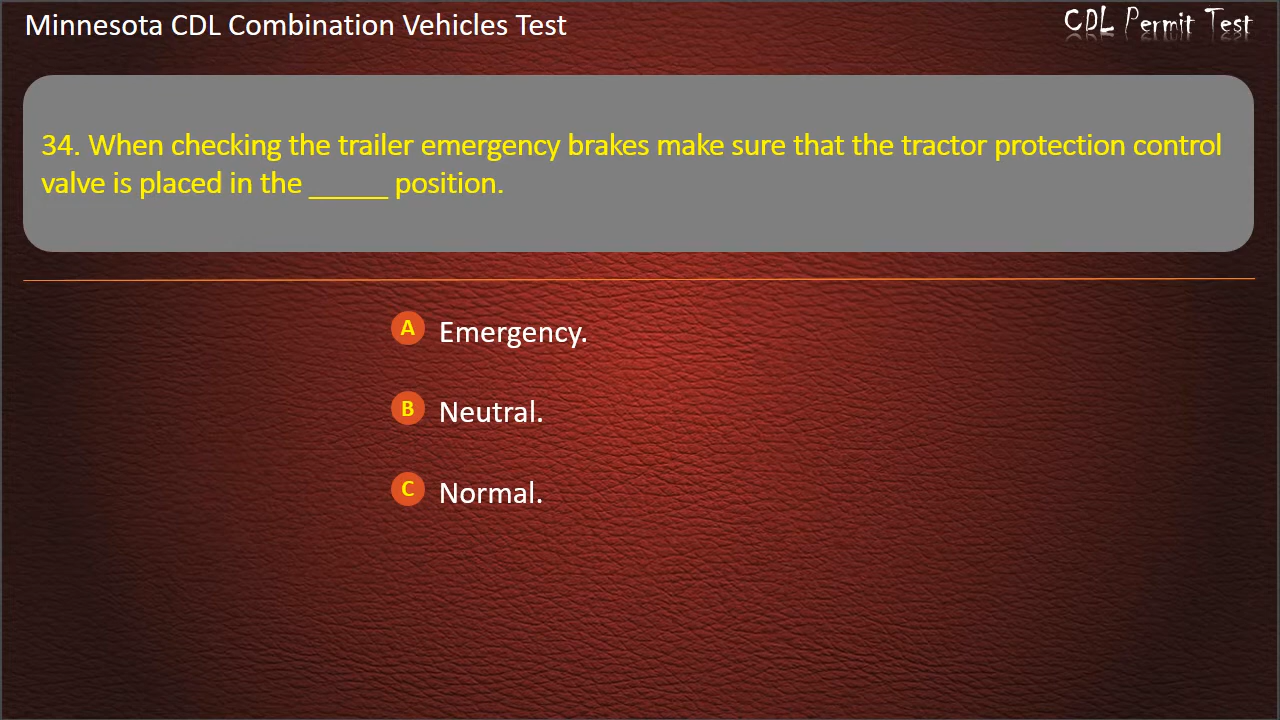 Minnesota CDL Combination Vehicles Test
CDL Permit Test
34. When checking the trailer emergency brakes make sure that the tractor protection control
valve is placed in the _____ position.
A Emergency.
B Neutral.
C Normal.